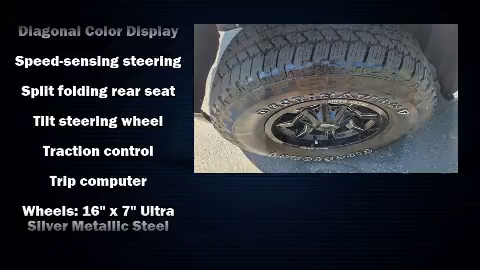 Diagonal Color Display
Speed-sensing steering
Split folding rear seat
Tilt steering wheel
Traction control
Trip computer
Wheels: 16" x 7" Ultra
Silver Metallic Steel